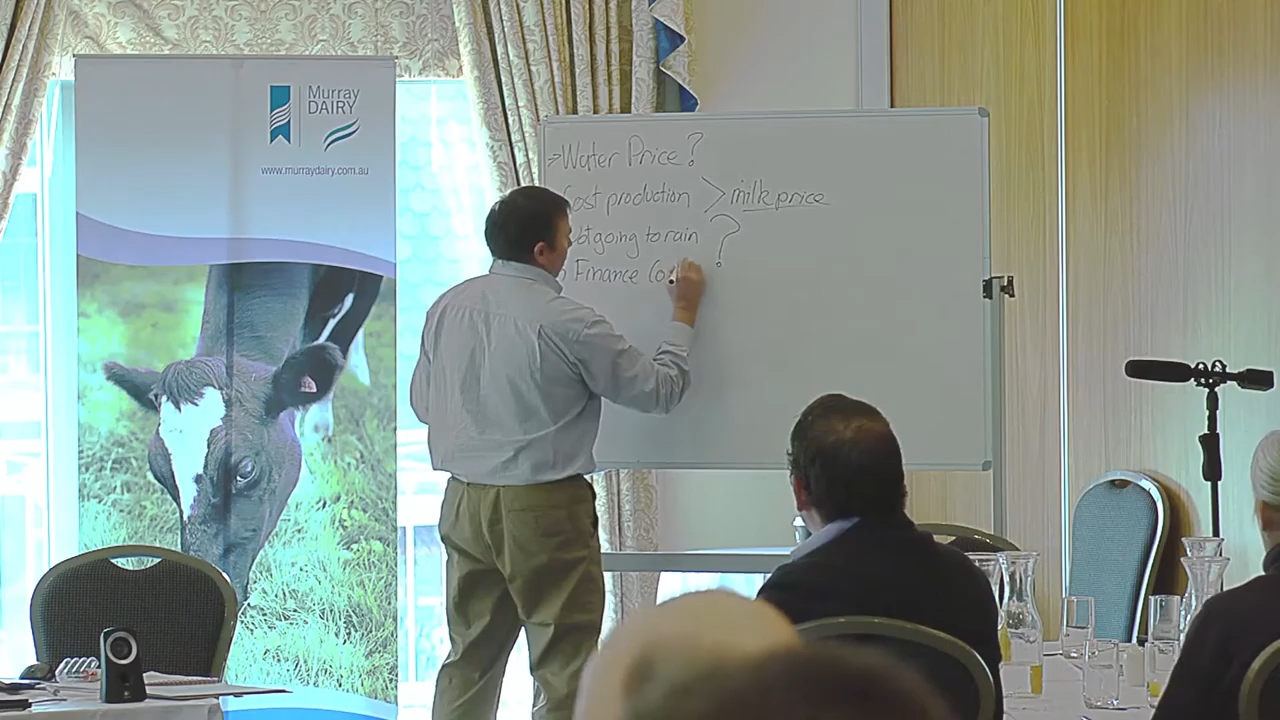 Murray
DAIRY
www.murraydairy.com.au
Water Price?
Cost production > milk price
going to rain ?
Finance